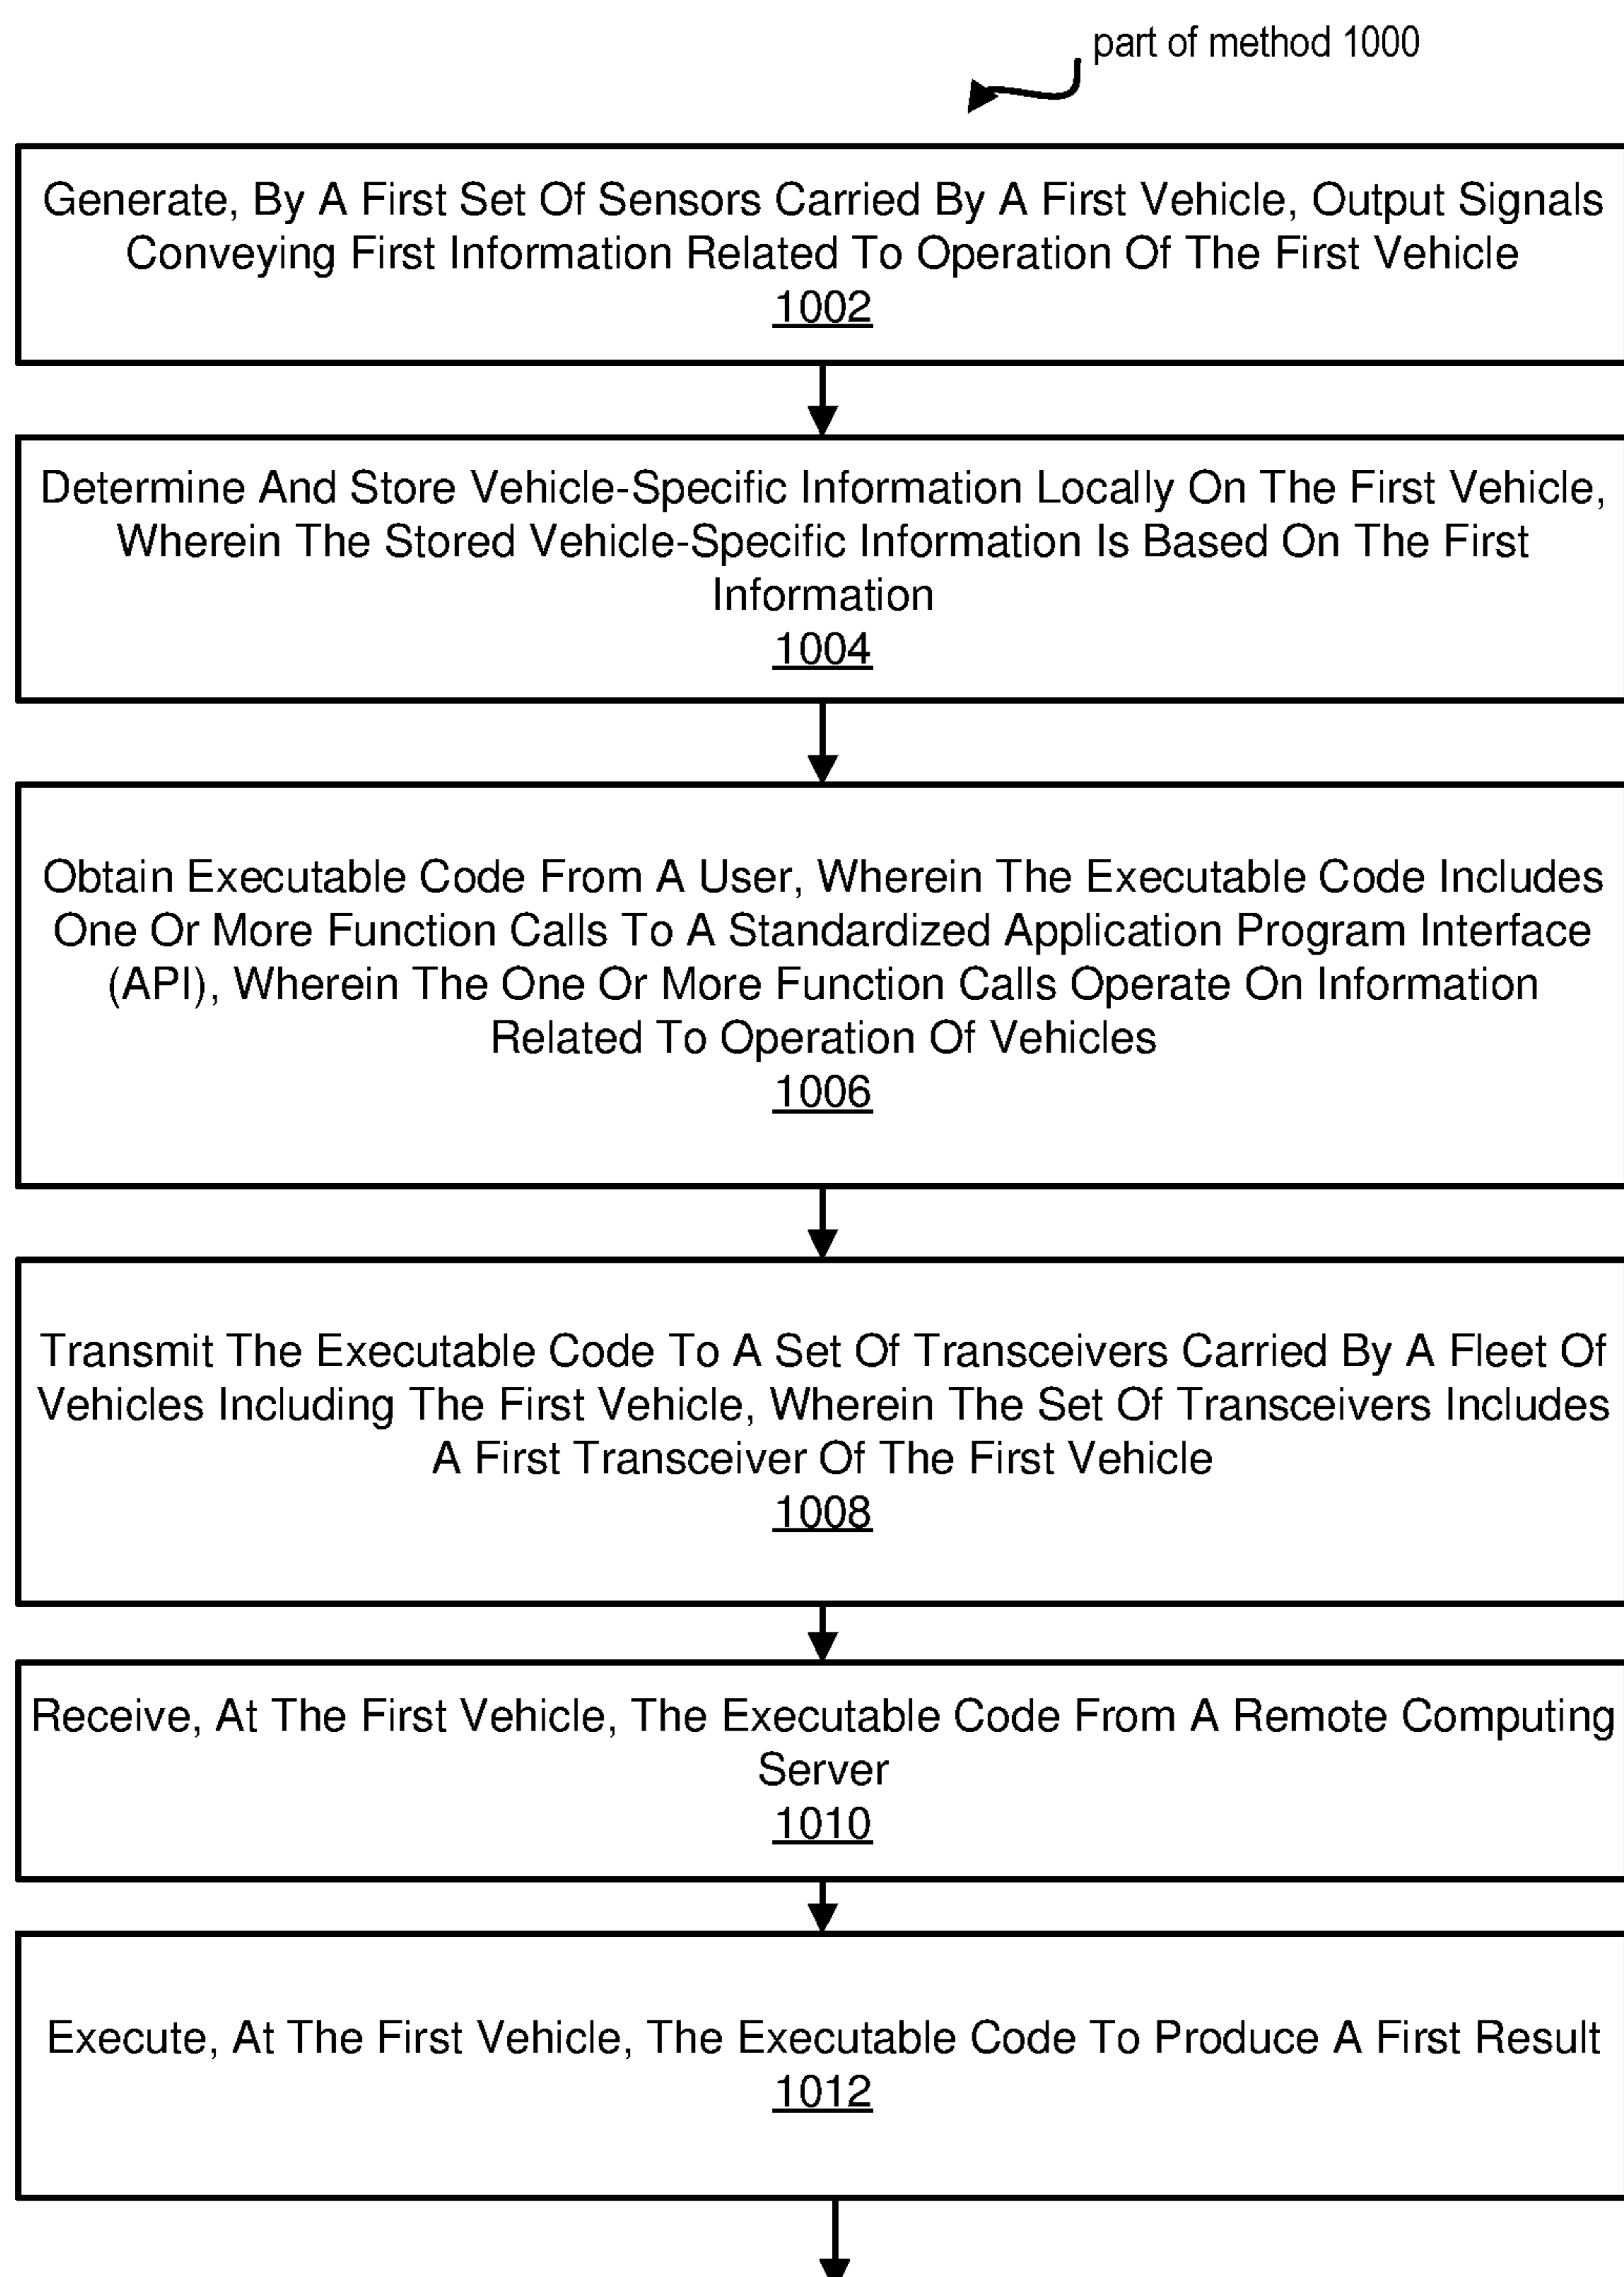 part of method 1000
Generate, By A First Set Of Sensors Carried By A First Vehicle, Output Signals
Conveying First Information Related To Operation Of The First Vehicle
1002
Determine And Store Vehicle-Specific Information Locally On The First Vehicle,
Wherein The Stored Vehicle-Specific Information Is Based On The First
Information
1004
Obtain Executable Code From A User, Wherein The Executable Code Includes
One Or More Function Calls To A Standardized Application Program Interface
(API), Wherein The One Or More Function Calls Operate On Information
Related To Operation Of Vehicles
1006
Transmit The Executable Code To A Set Of Transceivers Carried By A Fleet Of
Vehicles Including The First Vehicle, Wherein The Set Of Transceivers Includes
A First Transceiver Of The First Vehicle
1008
Receive, At The First Vehicle, The Executable Code From A Remote Computing
Server
1010
Execute, At The First Vehicle, The Executable Code To Produce A First Result
1012